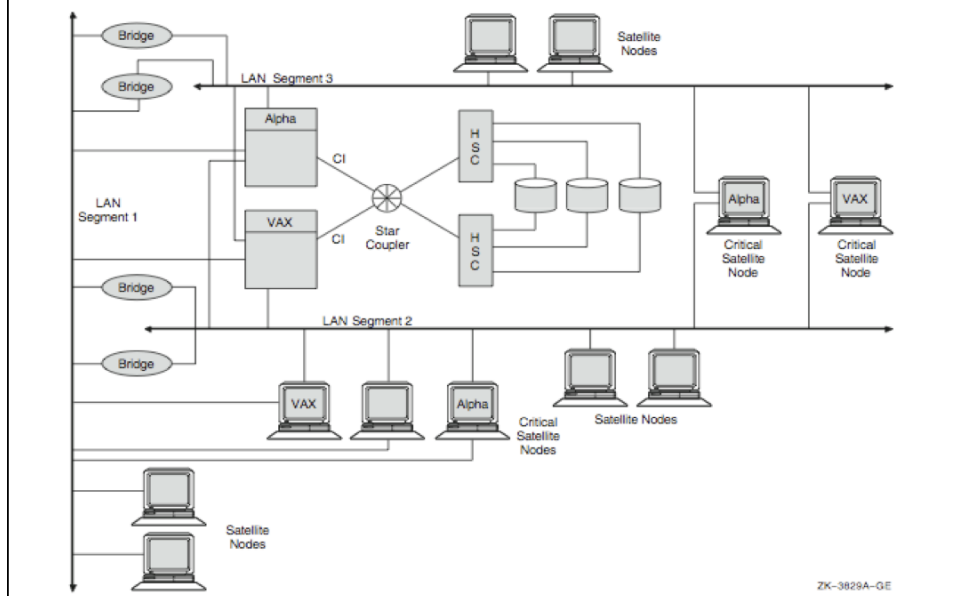 Bridge
Bridge
Satellite
Nodes
LAN Segment 3
Alpha
CI
H
S
C
LAN
Segment 1
VAX
CI
Star
Coupler
H
S
C
Alpha
VAX
Critical
Satellite
Node
Critical
Satellite
Node
Bridge
LAN Segment 2
Bridge
VAX
Alpha
Critical
Satellite
Nodes
Satellite Nodes
Satellite
Nodes
ZK–3829A–GE